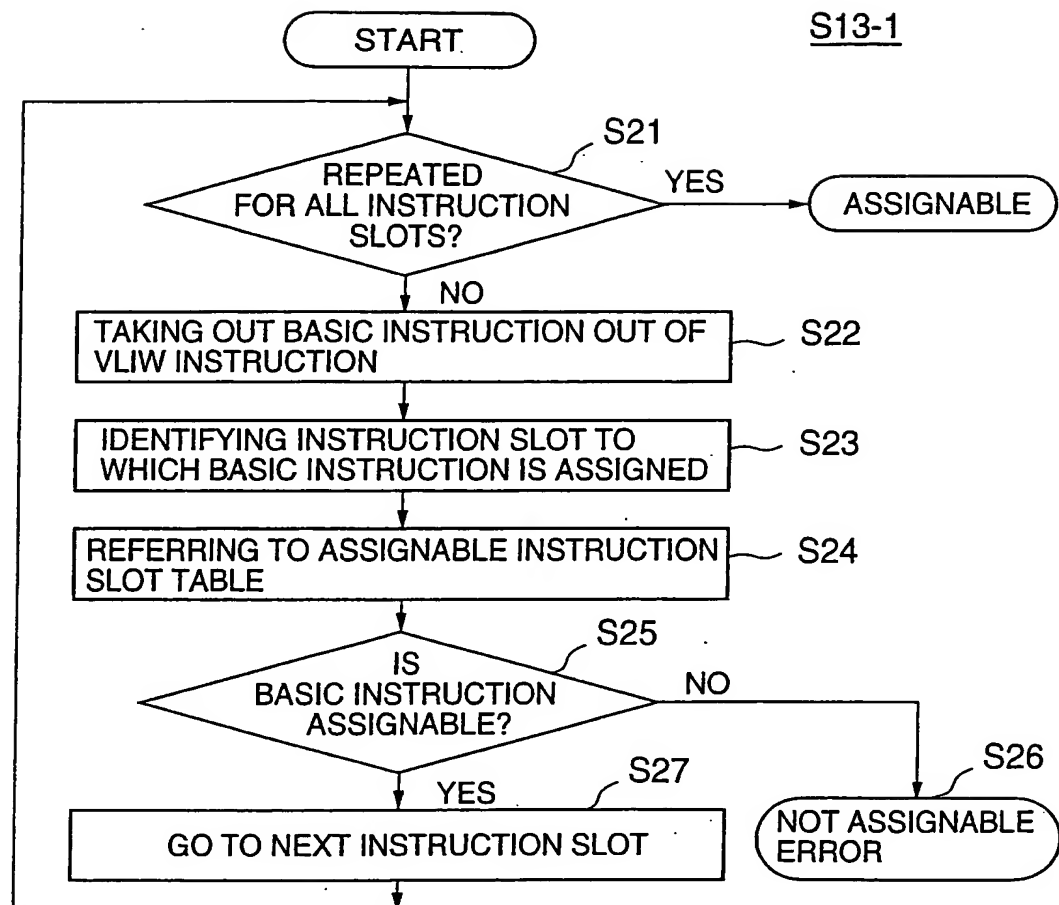 START
S13-1
S21
REPEATED
FOR ALL INSTRUCTION
SLOTS?
YES
ASSIGNABLE
NO
TAKING OUT BASIC INSTRUCTION OUT OF
VLIW INSTRUCTION
S22
IDENTIFYING INSTRUCTION SLOT TO
WHICH BASIC INSTRUCTION IS ASSIGNED
S23
REFERRING TO ASSIGNABLE INSTRUCTION
SLOT TABLE
S24
S25
IS
BASIC INSTRUCTION
ASSIGNABLE?
NO
YES
S27
S26
GO TO NEXT INSTRUCTION SLOT
NOT ASSIGNABLE
ERROR